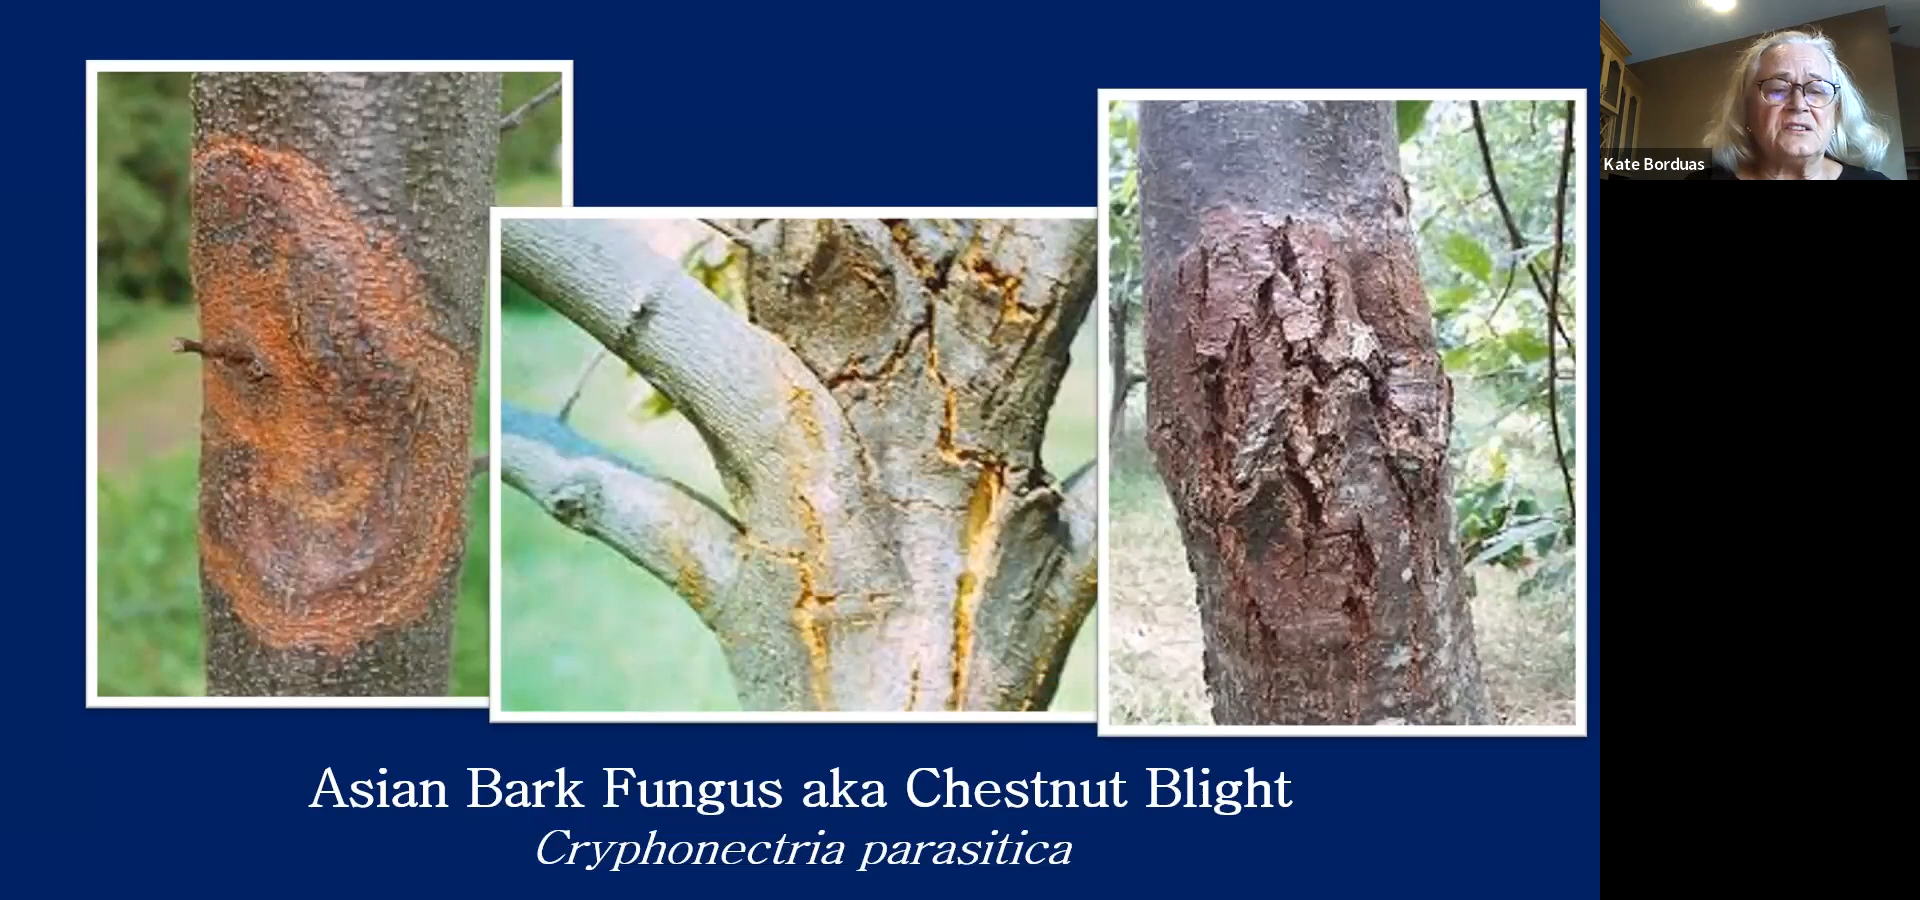 Kate Borduas
Asian Bark Fungus aka Chestnut Blight
Cryphonectria parasitica